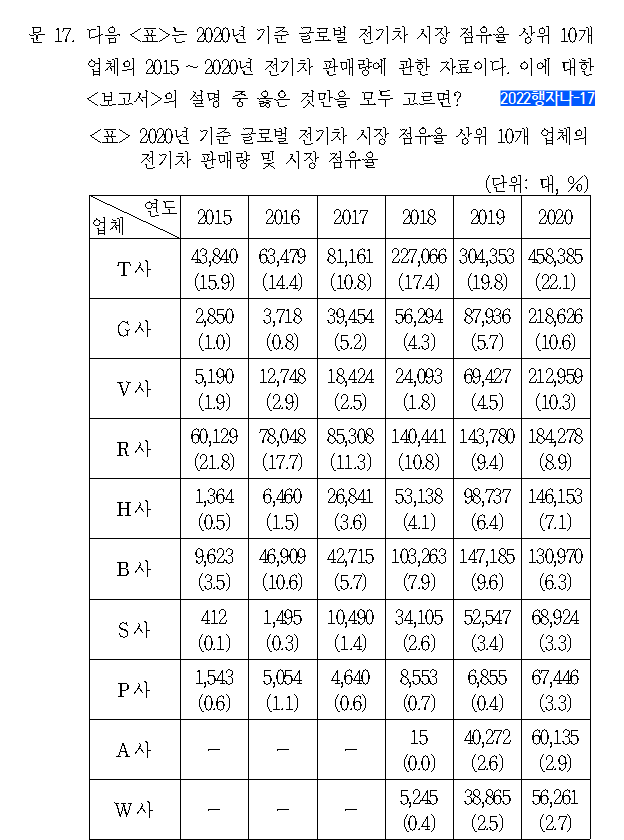 문 17. 다음 <표>는 2020년 기준 글로벌 전기차 시장 점유율 상위 10개
업체의 2015 ~ 2020년 전기차 판매량에 관한 자료이다. 이에 대한
<보고서>의 설명 중 옳은 것만을 모두 고르면? 2022행자나-17
<표> 2020년 기준 글로벌 전기차 시장 점유율 상위 10개 업체의
전기차 판매량 및 시장 점유율
(단위: 대, %)
연도
업체 2015 2016 2017 2018 2019 2020
T사 43,840 63,479 81,161 227,066 304,353 458,385
(15.9) (14.4) (10.8) (17.4) (19.8) (22.1)
G사 2,850 3,718 39,454 56,294 87,936 218,626
(1.0) (0.8) (5.2) (4.3) (5.7) (10.6)
V사 5,190 12,748 18,424 24,093 69,427 212,959
(1.9) (2.9) (2.5) (1.8) (4.5) (10.3)
R사 60,129 78,048 85,308 140,441 143,780 184,278
(21.8) (17.7) (11.3) (10.8) (9.4) (8.9)
H사 1,364 6,460 26,841 53,138 98,737 146,153
(0.5) (1.5) (3.6) (4.1) (6.4) (7.1)
B사 9,623 46,909 42,715 103,263 147,185 130,970
(3.5) (10.6) (5.7) (7.9) (9.6) (6.3)
S사 412 1,495 10,490 34,105 52,547 68,924
(0.1) (0.3) (1.4) (2.6) (3.4) (3.3)
P사 1,543 5,054 4,640 8,553 6,855 67,446
(0.6) (1.1) (0.6) (0.7) (0.4) (3.3)
A사 － － － 15 40,272 60,135
(0.0) (2.6) (2.9)
W사 － － － 5,245 38,865 56,261
(0.4) (2.5) (2.7)